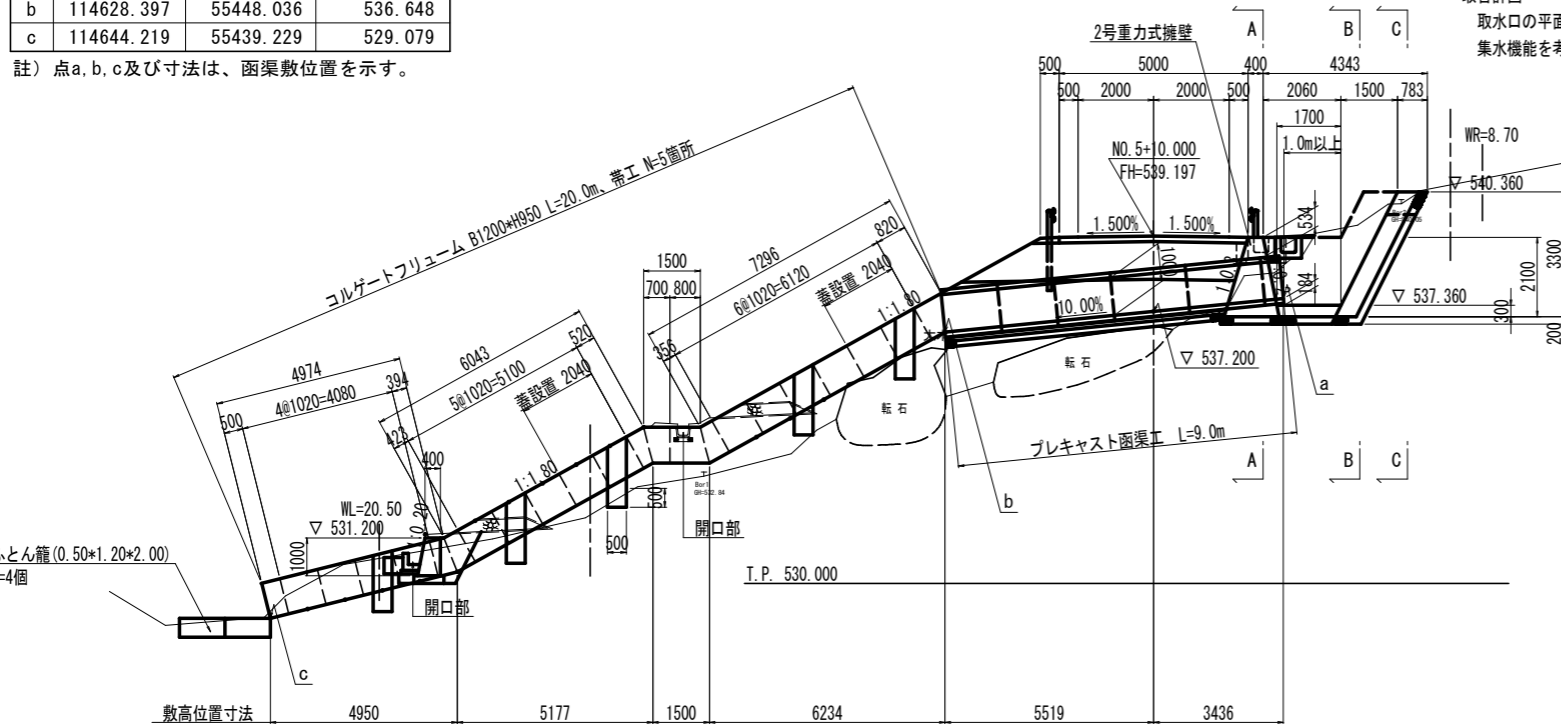 b 114628.397 55448.036 536.648
c 114644.219 55439.229 529.079
註) 点a,b,c及び寸法は、函渠敷位置を示す。
取水口の平面
集水機能を考
2号重力式擁壁
A B C
500 5000 400 4343
500 2000 2000 500 2060 1500 783
1700
1.0m以上
WR=8.70
NO.5+10.000
FH=539.197
▽ 540.360
コルゲートフリューム B1200*H950 L=20.0m、帯工 N=5箇所
1.500% 1.500%
534
820
7296
6@1020=6120
1500
700 800
蓋設置 2040
1:1.80
356
10.00%
184
3300
2100
▽ 537.360
300
200
▽ 537.200
a
6043
520
5@1020=5100
蓋設置 2040
4974
394
4@1020=4080
500
423
400
1:1.80
転石
転石
プレキャスト函渠工 L=9.0m
A B C
b
Bor1
GH=532.84
500
500
開口部
WL=20.50
▽ 531.200
1:0.20
1000
とん籠(0.50*1.20*2.00)
=4個
T.P. 530.000
開口部
c
敷高位置寸法 4950 5177 1500 6234 5519 3436